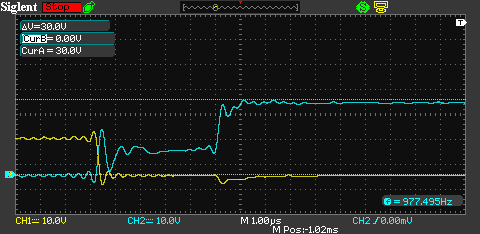 Siglent Stop T
ΔV=30.0V
CurB= 0.00V
CurA= 30.0V
= 977.495Hz
CH1 10.0V CH2 10.0V M 1.00µs CH2 0.00mV
M Pos:-1.02ms